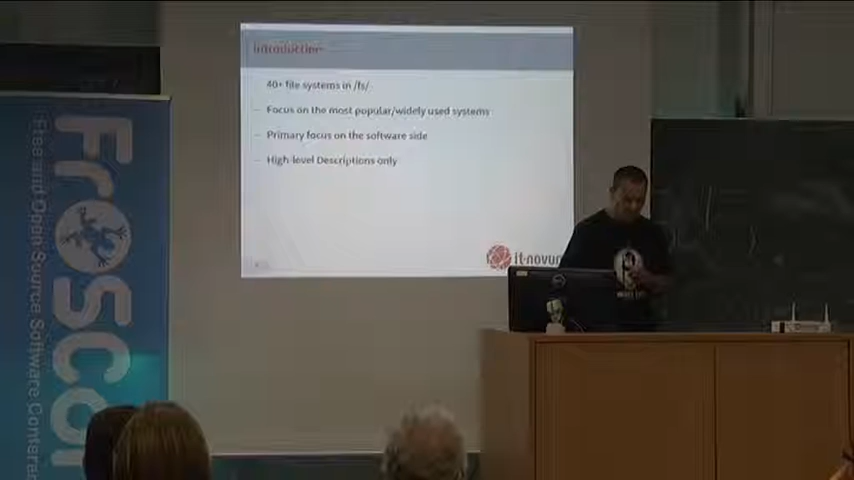 Introduction
40+ file systems in /fs/
Focus on the most popular/widely used systems
Primary focus on the software side
High-level Descriptions only
it-novum
FrOSCon
Free and Open Source Software Conferen